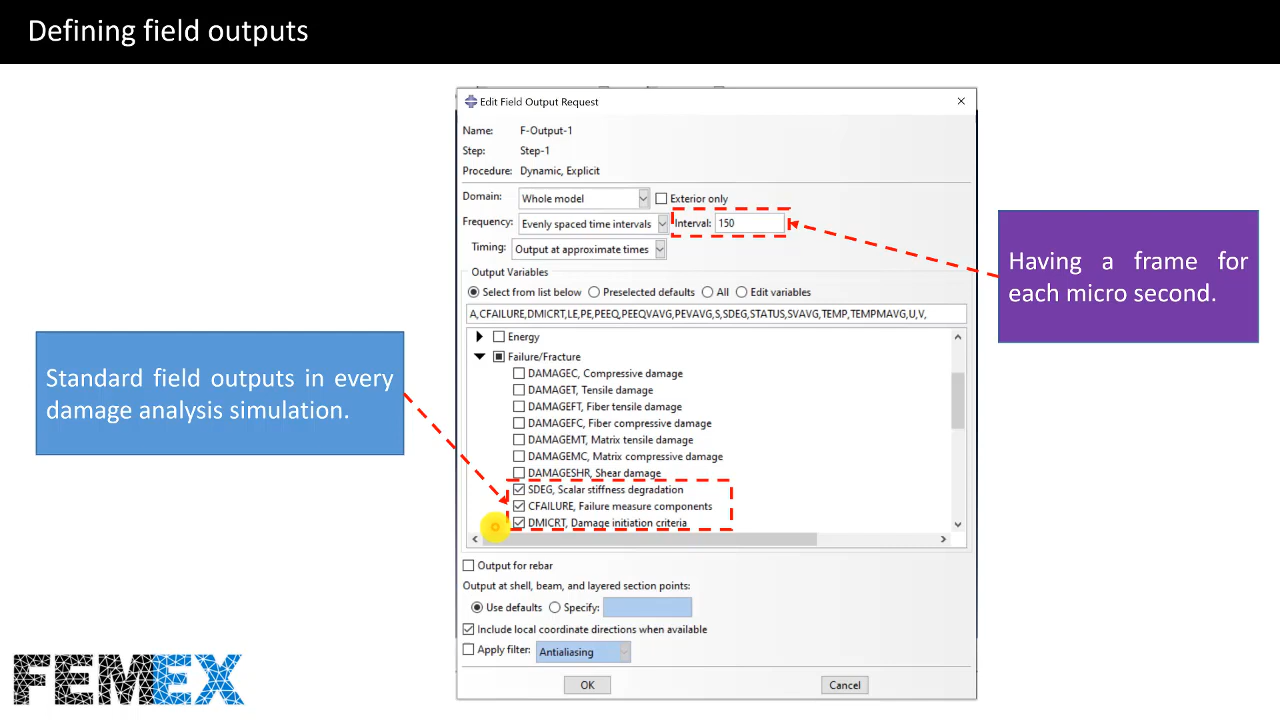 Defining field outputs
Edit Field Output Request
Name: F-Output-1
Step: Step-1
Procedure: Dynamic, Explicit
Domain: Whole model Exterior only
Frequency: Evenly spaced time intervals Interval: 150
Timing: Output at approximate times
Output Variables
Select from list below Preselected defaults All Edit variables
A,CFAILURE,DMICRT,LE,PE,PEEQ,PEEQVAVG,PEVAVG,S,SDEG,STATUS,SVAVG,TEMP,TEMPMAVG,U,V,
Energy
Failure/Fracture
DAMAGEC, Compressive damage
DAMAGET, Tensile damage
DAMAGEFT, Fiber tensile damage
DAMAGEFC, Fiber compressive damage
DAMAGEMT, Matrix tensile damage
DAMAGEMC, Matrix compressive damage
DAMAGESHR, Shear damage
SDEG, Scalar stiffness degradation
CFAILURE, Failure measure components
DMICRT, Damage initiation criteria
Output for rebar
Output at shell, beam, and layered section points:
Use defaults Specify:
Include local coordinate directions when available
Apply filter: Antialiasing
OK Cancel
Having a frame for
each micro second.
Standard field outputs in every
damage analysis simulation.
FEMEX